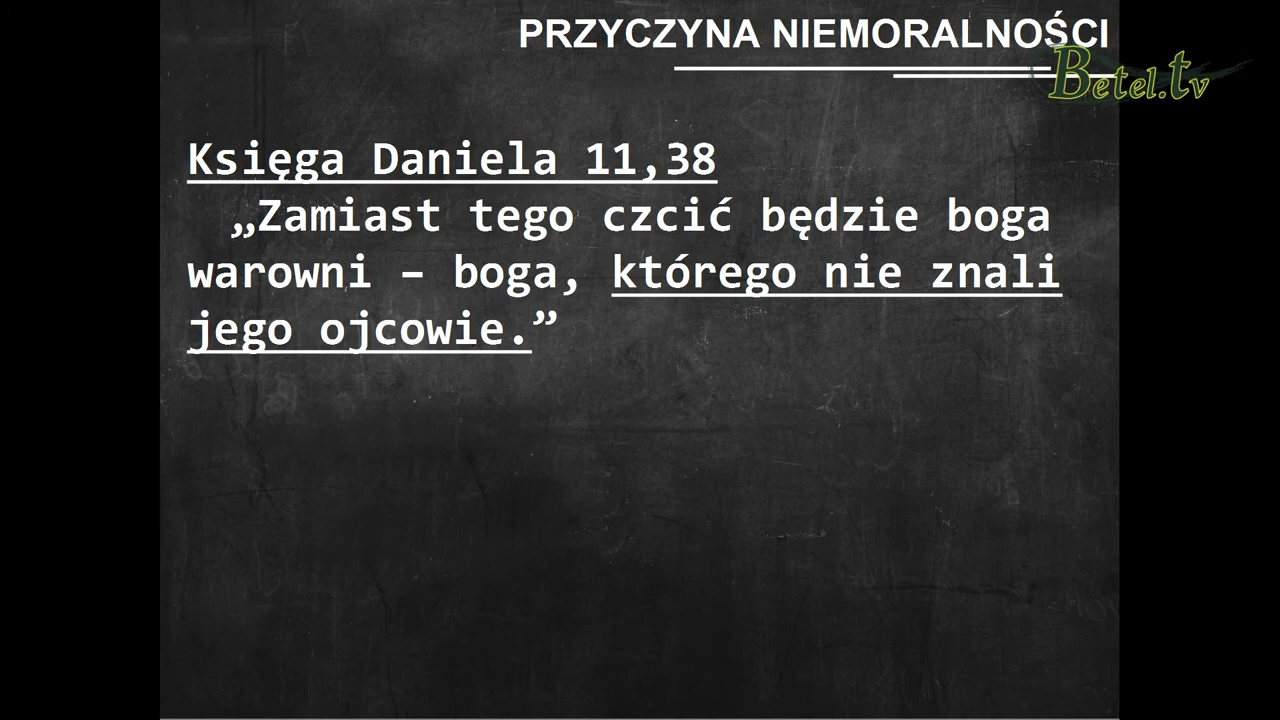 PRZYCZYNA NIEMORALNOŚCI
Betel.tv
Księga Daniela 11,38
„Zamiast tego czcić będzie boga
warowni – boga, którego nie znali
jego ojcowie.”